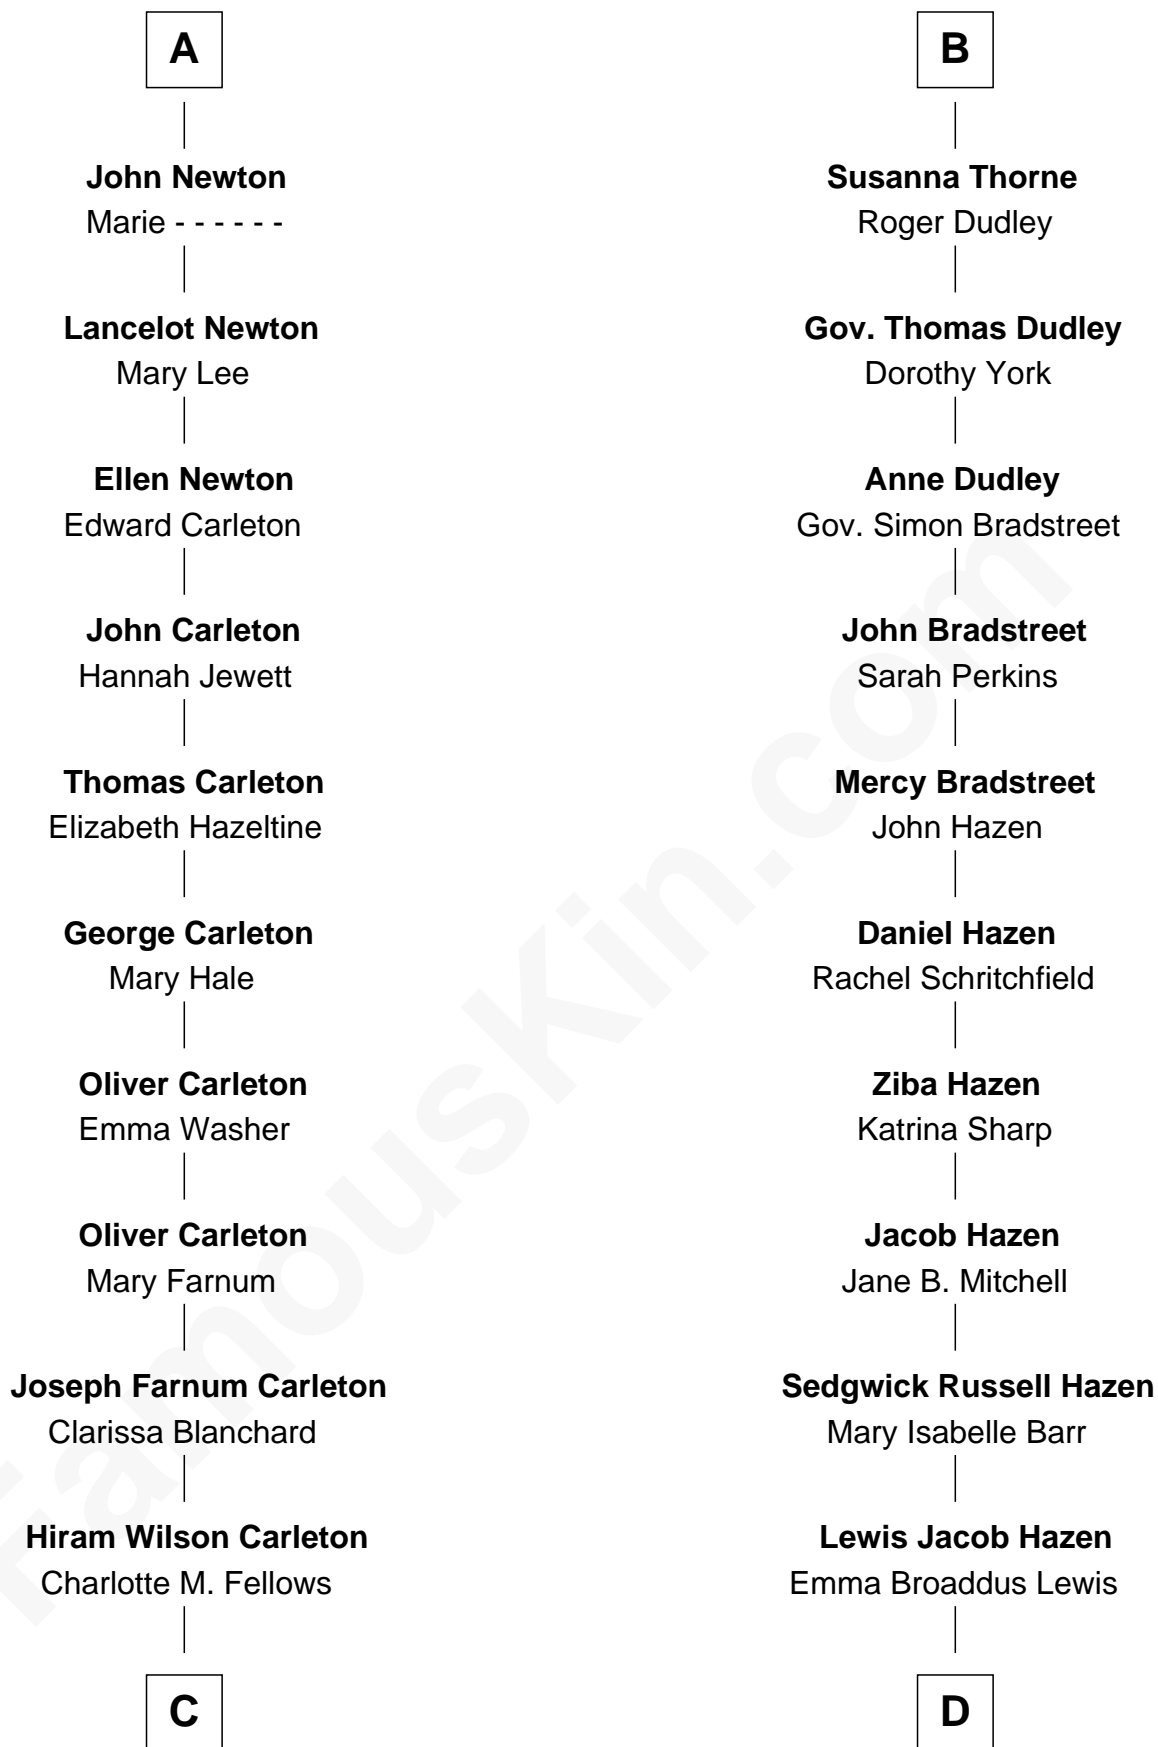 A
John Newton
Marie - - - - - -
Lancelot Newton
Mary Lee
Ellen Newton
Edward Carleton
John Carleton
Hannah Jewett
Thomas Carleton
Elizabeth Hazeltine
George Carleton
Mary Hale
Oliver Carleton
Emma Washer
Oliver Carleton
Mary Farnum
Joseph Farnum Carleton
Clarissa Blanchard
Hiram Wilson Carleton
Charlotte M. Fellows
C
B
Susanna Thorne
Roger Dudley
Gov. Thomas Dudley
Dorothy York
Anne Dudley
Gov. Simon Bradstreet
John Bradstreet
Sarah Perkins
Mercy Bradstreet
John Hazen
Daniel Hazen
Rachel Schritchfield
Ziba Hazen
Katrina Sharp
Jacob Hazen
Jane B. Mitchell
Sedgwick Russell Hazen
Mary Isabelle Barr
Lewis Jacob Hazen
Emma Broaddus Lewis
D
FamousKin.com